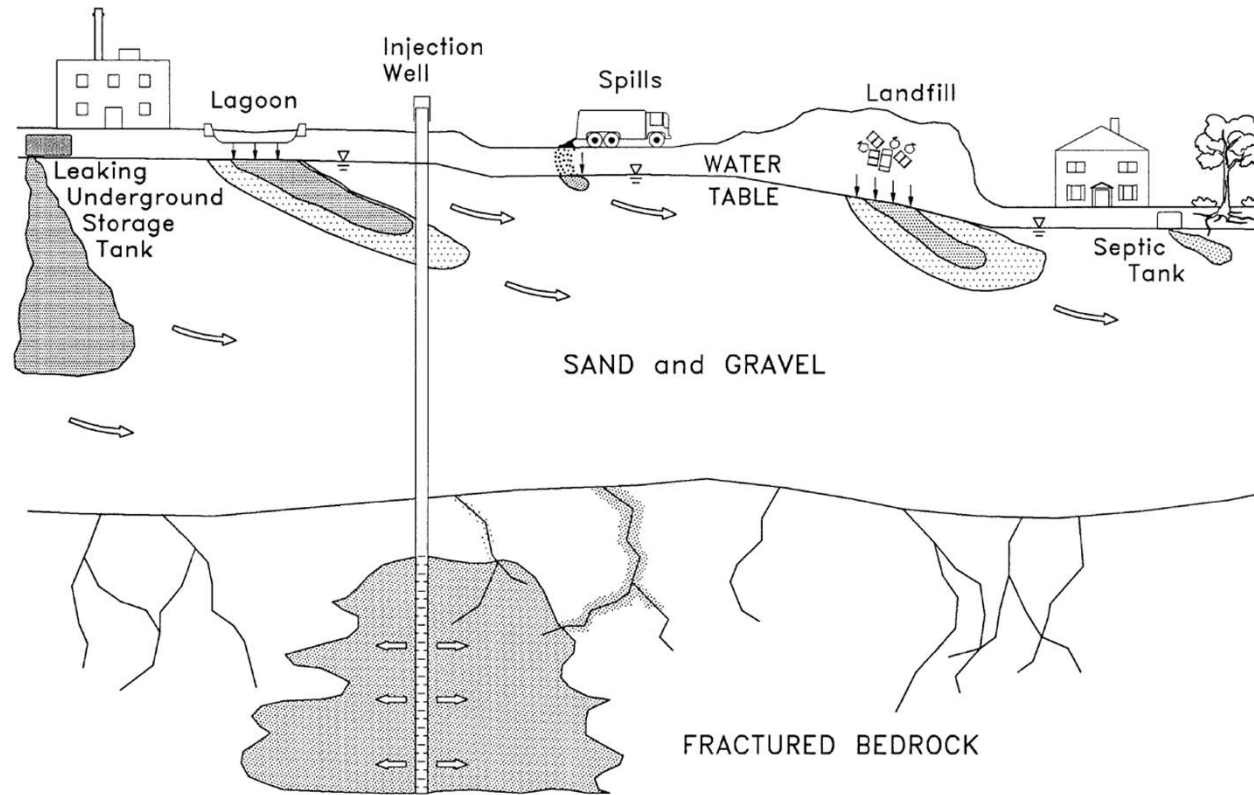 Injection
Well
Spills
Lagoon
Landfill
WATER
TABLE
Leaking
Underground
Storage
Tank
Septic
Tank
SAND and GRAVEL
FRACTURED BEDROCK